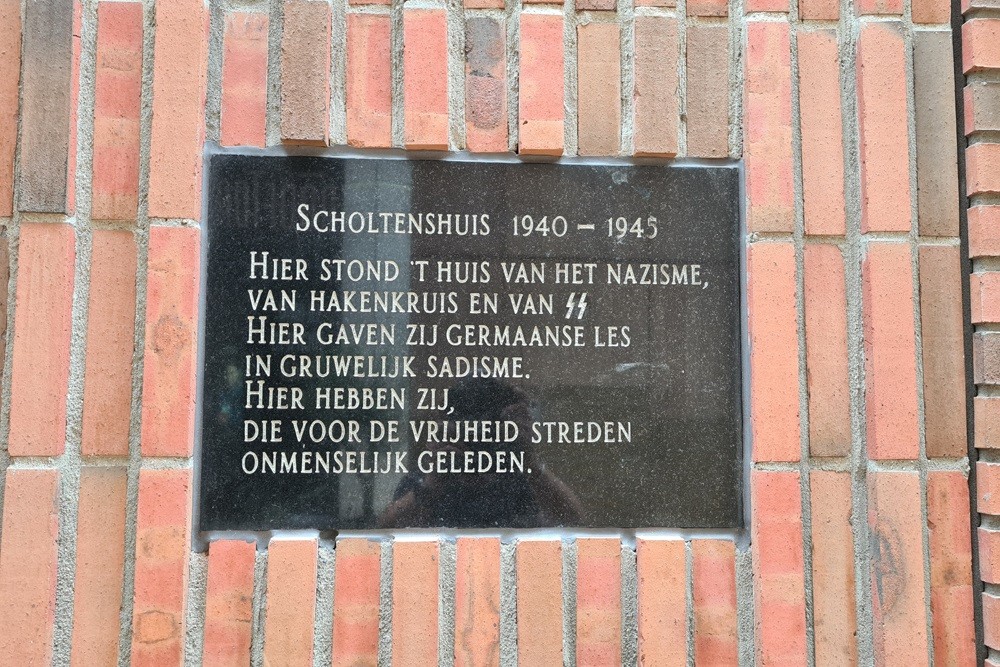 SCHOLTENSHUIS 1940 – 1945
HIER STOND 'T HUIS VAN HET NAZISME,
VAN HAKENKRUIS EN VAN ᛋᛋ
HIER GAVEN ZIJ GERMAANSE LES
IN GRUWELIJK SADISME.
HIER HEBBEN ZIJ,
DIE VOOR DE VRIJHEID STREDEN
ONMENSELIJK GELEDEN.